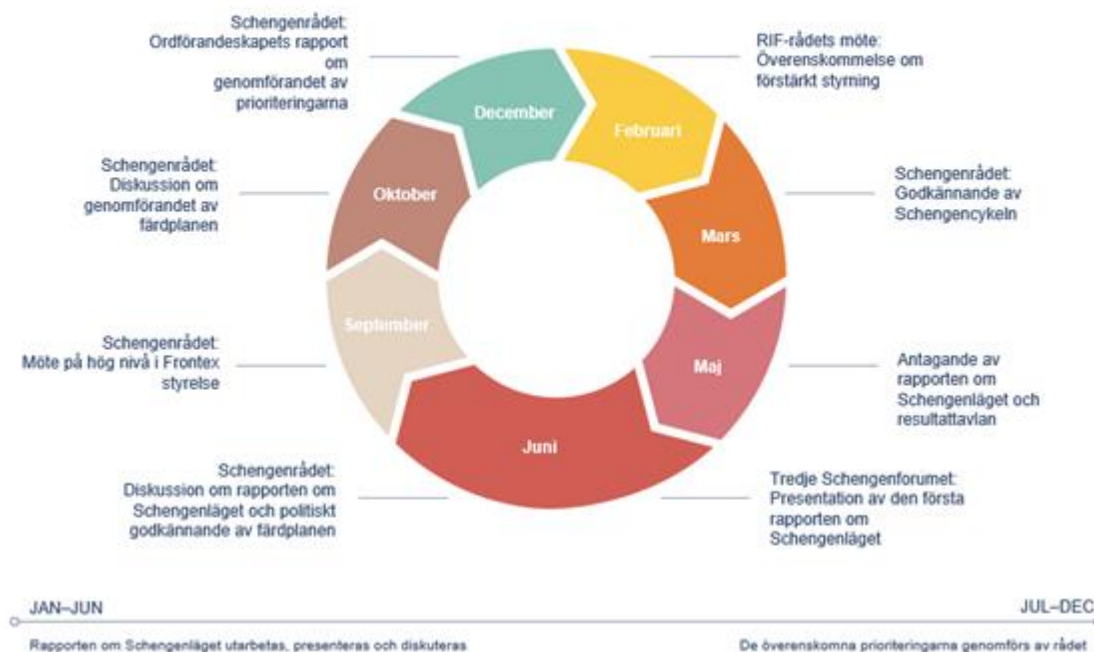 Schengenrådet:
Ordförandeskapets rapport
om
genomförandet av
prioriteringarna
December
RIF-rådets möte:
Överenskommelse om
förstärkt styrning
Februari
Schengenrådet:
Godkännande av
Schengencykeln
Mars
Antagande av
rapporten om
Schengenläget och
resultattavlan
Maj
Tredje Schengenforumet:
Presentation av den första
rapporten om
Schengenläget
Juni
Schengenrådet:
Diskussion om rapporten om
Schengenläget och politiskt
godkännande av färdplanen
September
Schengenrådet:
Möte på hög nivå i Frontex
styrelse
Oktober
Schengenrådet:
Diskussion om
genomförandet av
färdplanen
JAN–JUN
JUL–DEC
Rapporten om Schengenläget utarbetas, presenteras och diskuteras
De överenskomna prioriteringarna genomförs av rådet